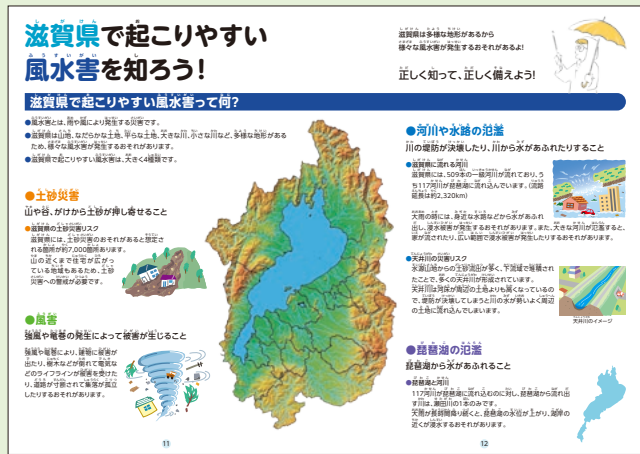 滋賀県で起こりやすい
風水害を知ろう!
滋賀県は多様な地形があるから
様々な風水害が発生するおそれがあるよ!
正しく知って、正しく備えよう!
滋賀県で起こりやすい風水害って何?
●風水害とは、雨や風により発生する災害です。
●滋賀県は山地、なだらかな土地、平らな土地、大きな川、小さな川など、多様な地形がある
ため、様々な風水害が発生するおそれがあります。
●滋賀県で起こりやすい風水害は、大きく4種類です。
●土砂災害
山や谷、がけから土砂が押し寄せること
●滋賀県の土砂災害リスク
滋賀県には、土砂災害のおそれがあると想定さ
れる箇所が約7,000箇所あります。
山の近くまで住宅が広がっ
ている地域もあるため、土砂
災害への警戒が必要です。
●風害
強風や竜巻の発生によって被害が生じること
強風や竜巻により、建物に被害が
出たり、樹木などが倒れて電気な
どのライフラインが被害を受けた
り、道路が寸断されて集落が孤立
したりするおそれがあります。
11
●河川や水路の氾濫
川の堤防が決壊したり、川から水があふれたりすること
●滋賀県に流れる河川
滋賀県には、509本の一級河川が流れており、う
ち117河川が琵琶湖に流れ込んでいます。(流路
延長は約2,320km)
大雨の時には、身近な水路などから水があふれ
出し、浸水被害が発生するおそれがあります。また、大きな河川が氾濫すると、
家が流されたり、広い範囲で浸水被害が発生したりするおそれがあります。
●天井川の災害リスク
水源山地からの土砂流出が多く、下流域で堆積され
たことで、多くの天井川が形成されています。
天井川は河床が周辺の土地よりも高くなっているの
で、堤防が決壊してしまうと川の水が勢いよく周辺
の土地に流れ込んでしまいます。
天井川のイメージ
●琵琶湖の氾濫
琵琶湖から水があふれること
●琵琶湖と河川
117河川が琵琶湖に流れ込むのに対し、琵琶湖から流れ出
す川は、瀬田川の1本のみです。
大雨が長時間降り続くと、琵琶湖の水位が上がり、湖岸の
近くが浸水するおそれがあります。
12